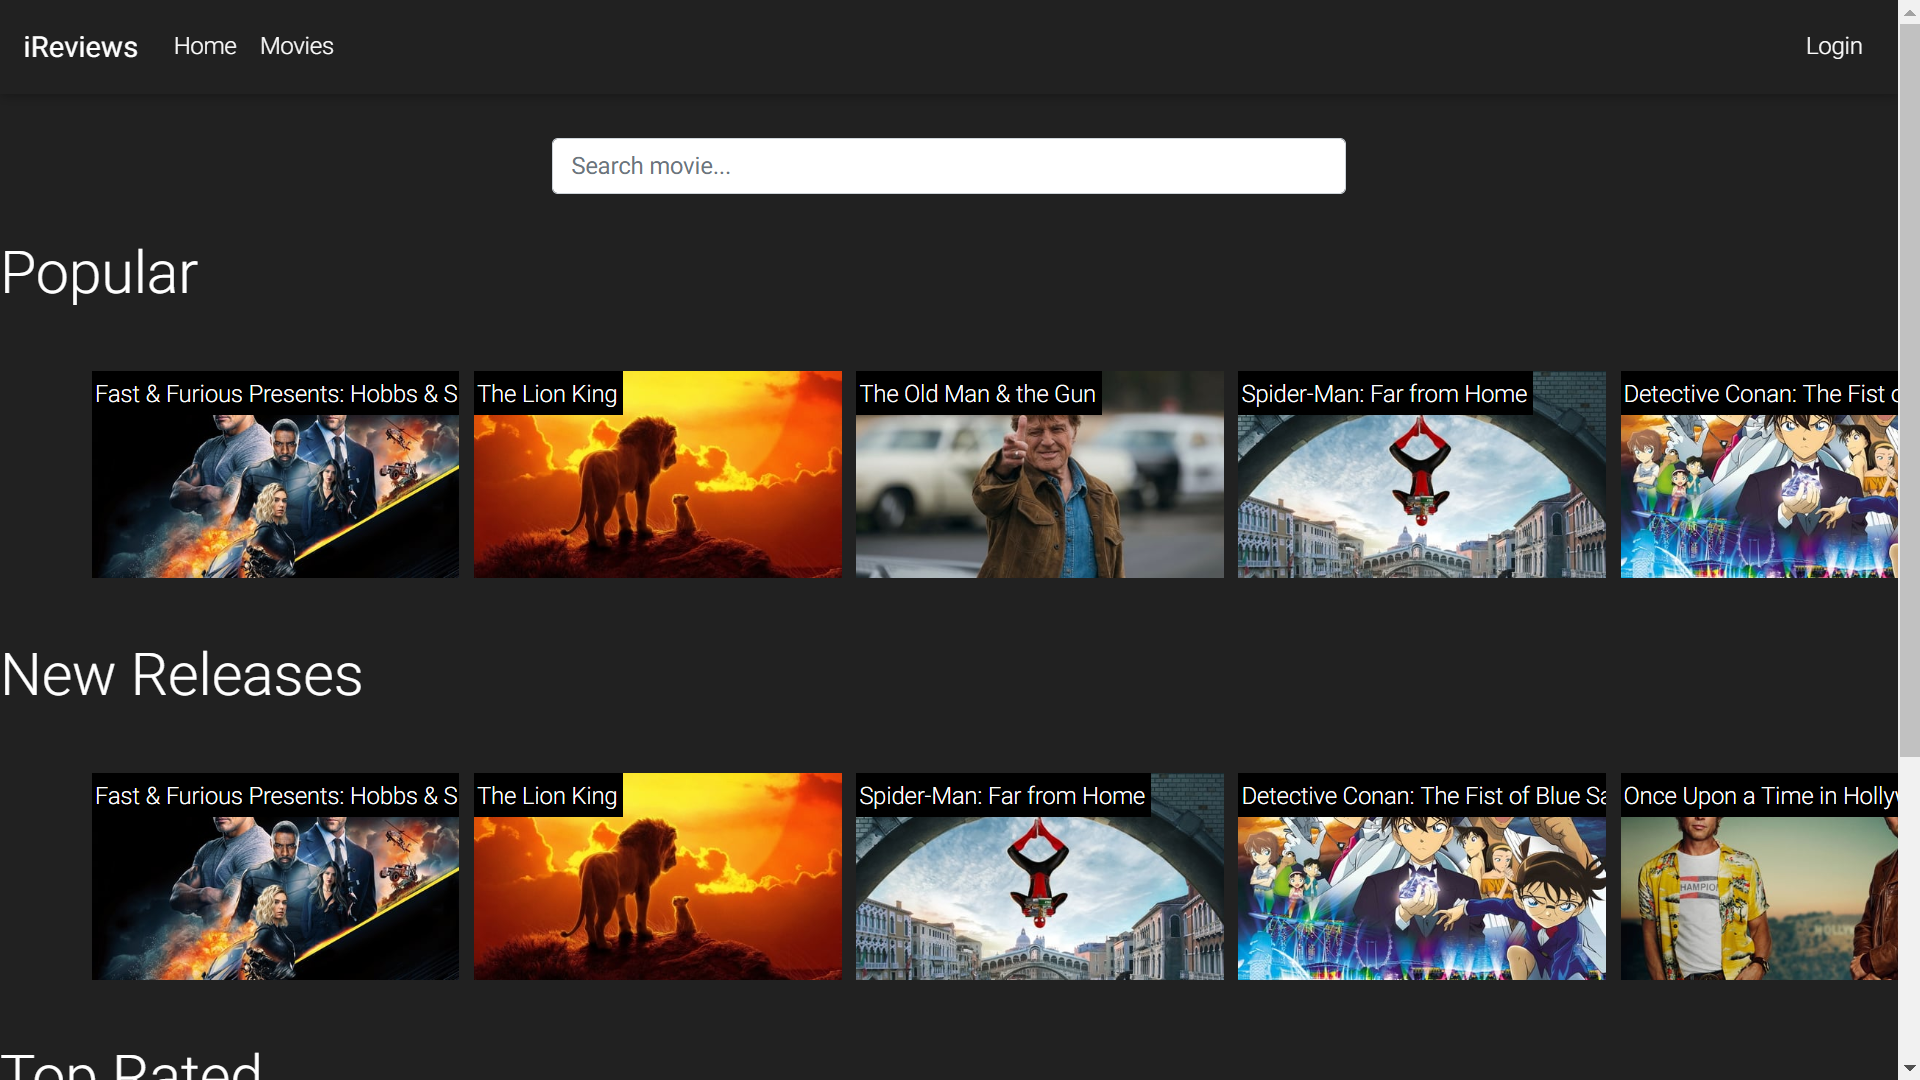 iReviews Home Movies Login
Search movie...
Popular
Fast & Furious Presents: Hobbs & S
The Lion King
The Old Man & the Gun
Spider-Man: Far from Home
Detective Conan: The Fist
New Releases
Fast & Furious Presents: Hobbs & S
The Lion King
Spider-Man: Far from Home
Detective Conan: The Fist of Blue Sa
Once Upon a Time in Holly
Top Rated